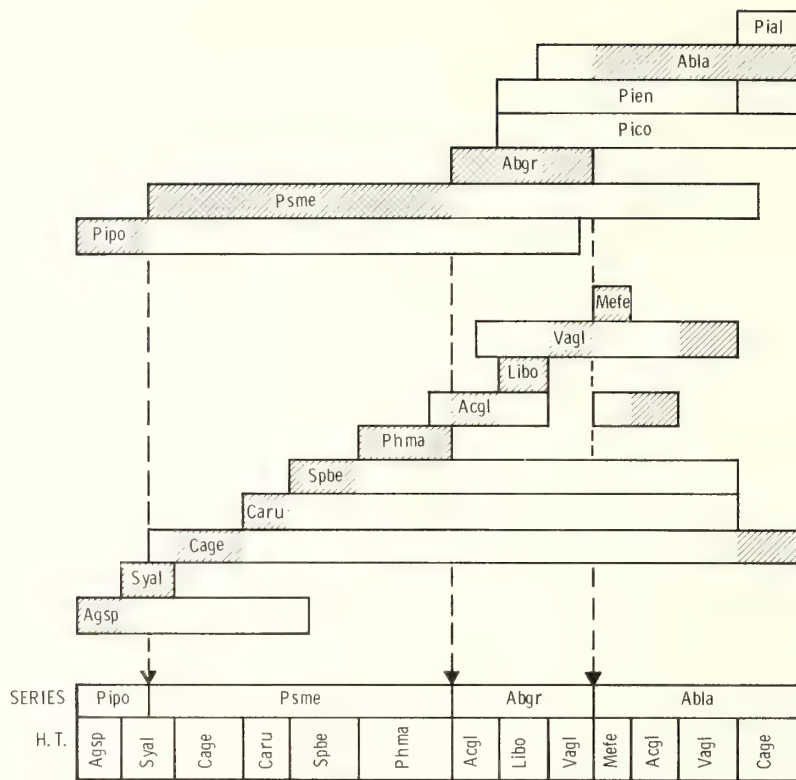 Pial
Abla
Pien
Pico
Abgr
Psme
Pipo
Mefe
Vagl
Libo
Acgl
Phma
Spbe
Caru
Cage
Syal
Agsp
SERIES Pipo Psme Abgr Abla
H.T. Agsp Syal Cage Caru Spbe Phma Acgl Libo Vagl Mefe Acgl Vagl Cage